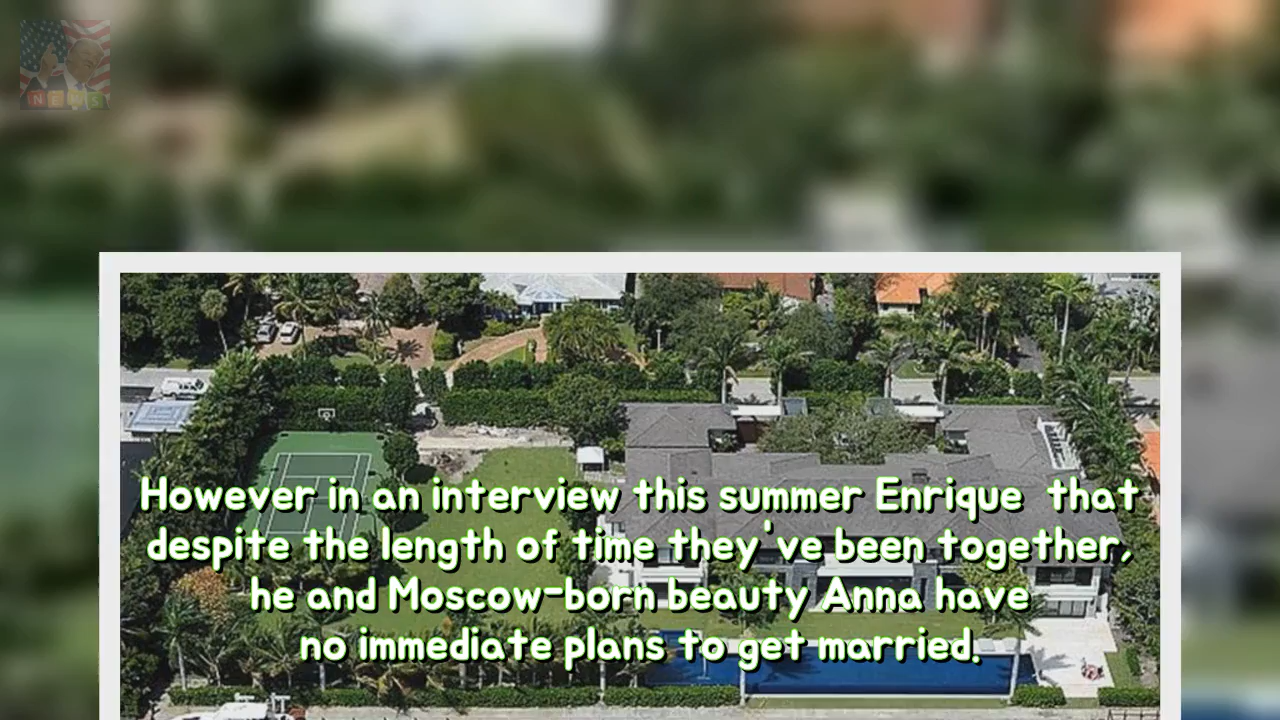 NEWS
However in an interview this summer Enrique  that
despite the length of time they've been together,
he and Moscow-born beauty Anna have
no immediate plans to get married.